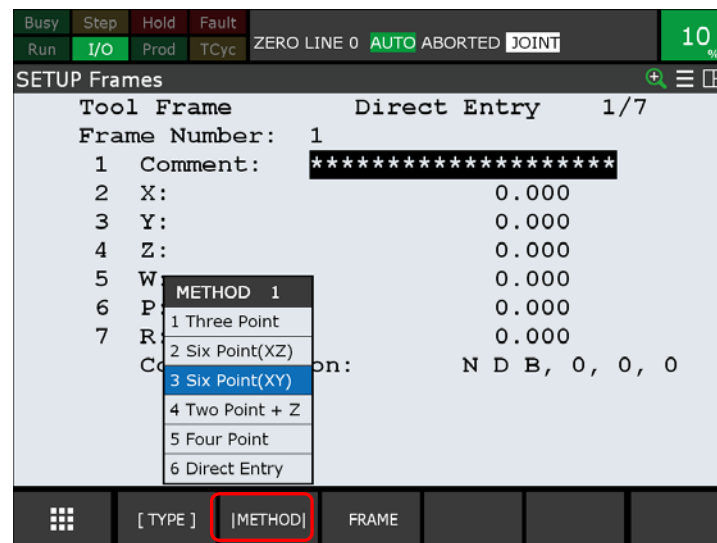 Busy Step Hold Fault
Run I/O Prod TCyc ZERO LINE 0 AUTO ABORTED JOINT 10 %
SETUP Frames
Tool Frame Direct Entry 1/7
Frame Number: 1
1 Comment: ********************
2 X: 0.000
3 Y: 0.000
4 Z: 0.000
5 W: 0.000
6 P: 0.000
7 R: 0.000
N D B, 0, 0, 0
METHOD 1
1 Three Point
2 Six Point(XZ)
3 Six Point(XY)
4 Two Point + Z
5 Four Point
6 Direct Entry
[ TYPE ] |METHOD| FRAME